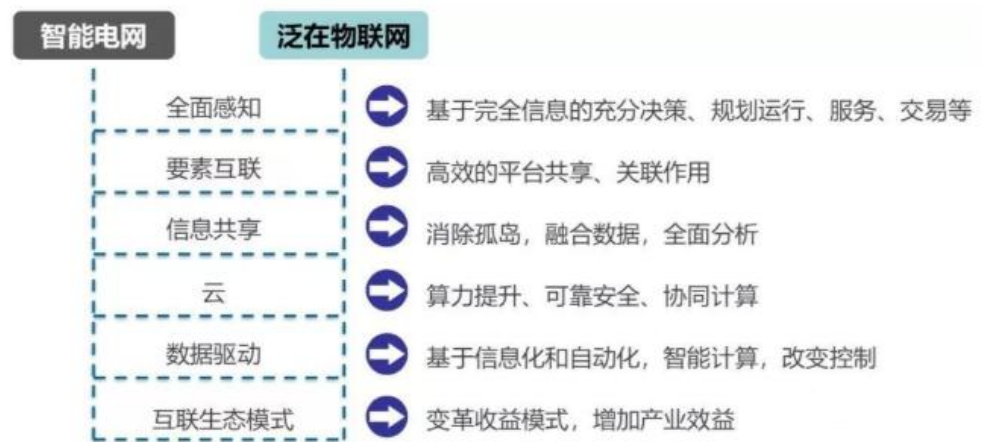 智能电网 泛在物联网
全面感知 基于完全信息的充分决策、规划运行、服务、交易等
要素互联 高效的平台共享、关联作用
信息共享 消除孤岛，融合数据，全面分析
云 算力提升、可靠安全、协同计算
数据驱动 基于信息化和自动化，智能计算，改变控制
互联生态模式 变革收益模式，增加产业效益